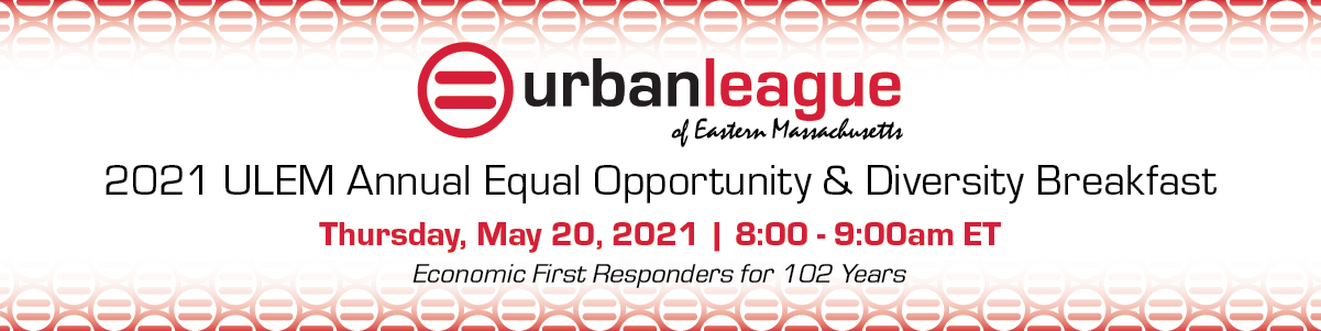 urbanleague
of Eastern Massachusetts
2021 ULEM Annual Equal Opportunity & Diversity Breakfast
Thursday, May 20, 2021 | 8:00 - 9:00am ET
Economic First Responders for 102 Years